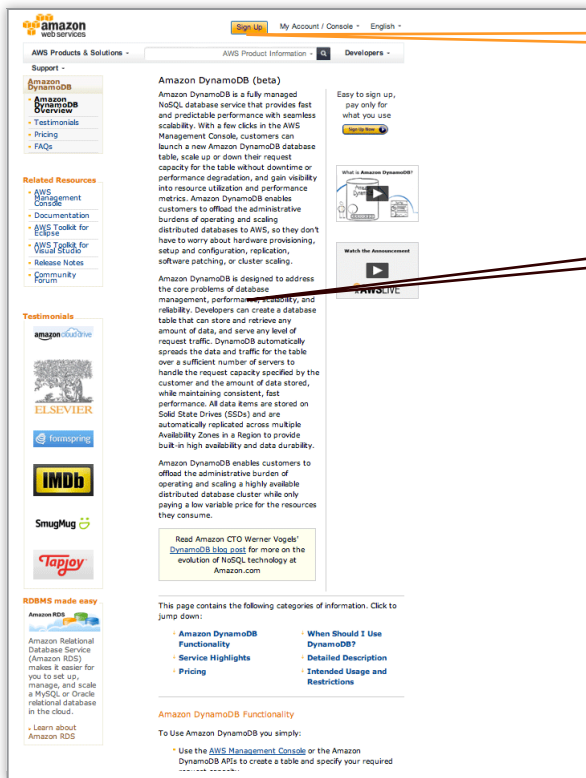 amazon
web services
Sign Up
My Account / Console
English
AWS Products & Solutions
AWS Product Information
Developers
Support
Amazon
DynamoDB
Amazon
DynamoDB
Overview
Testimonials
Pricing
FAQs
Related Resources
AWS
Management
Console
Documentation
AWS Toolkit for
Eclipse
AWS Toolkit for
Visual Studio
Release Notes
Community
Forum
Testimonials
amazon clouddrive
ELSEVIER
formspring
IMDb
SmugMug
Tapjoy
RDBMS made easy
Amazon RDS
Amazon Relational
Database Service
(Amazon RDS)
makes it easier for
you to set up,
manage, and scale
a MySQL or Oracle
relational database
in the cloud.
Learn about
Amazon RDS
Amazon DynamoDB (beta)
Amazon DynamoDB is a fully managed
NoSQL database service that provides fast
and predictable performance with seamless
scalability. With a few clicks in the AWS
Management Console, customers can
launch a new Amazon DynamoDB database
table, scale up or down their request
capacity for the table without downtime or
performance degradation, and gain visibility
into resource utilization and performance
metrics. Amazon DynamoDB enables
customers to offload the administrative
burdens of operating and scaling
distributed databases to AWS, so they don't
have to worry about hardware provisioning,
setup and configuration, replication,
software patching, or cluster scaling.
Amazon DynamoDB is designed to address
the core problems of database
management, performance, scalability, and
reliability. Developers can create a database
table that can store and retrieve any
amount of data, and serve any level of
request traffic. DynamoDB automatically
spreads the data and traffic for the table
over a sufficient number of servers to
handle the request capacity specified by the
customer and the amount of data stored,
while maintaining consistent, fast
performance. All data items are stored on
Solid State Drives (SSDs) and are
automatically replicated across multiple
Availability Zones in a Region to provide
built-in high availability and data durability.
Amazon DynamoDB enables customers to
offload the administrative burden of
operating and scaling a highly available
distributed database cluster while only
paying a low variable price for the resources
they consume.
Read Amazon CTO Werner Vogels'
DynamoDB blog post for more on the
evolution of NoSQL technology at
Amazon.com
Easy to sign up,
pay only for
what you use
Sign Up Now
What is Amazon DynamoDB?
Watch the Announcement
AWSLIVE
This page contains the following categories of information. Click to
jump down:
Amazon DynamoDB
Functionality
Service Highlights
Pricing
When Should I Use
DynamoDB?
Detailed Description
Intended Usage and
Restrictions
Amazon DynamoDB Functionality
To Use Amazon DynamoDB you simply:
Use the AWS Management Console or the Amazon
DynamoDB APIs to create a table and specify your required